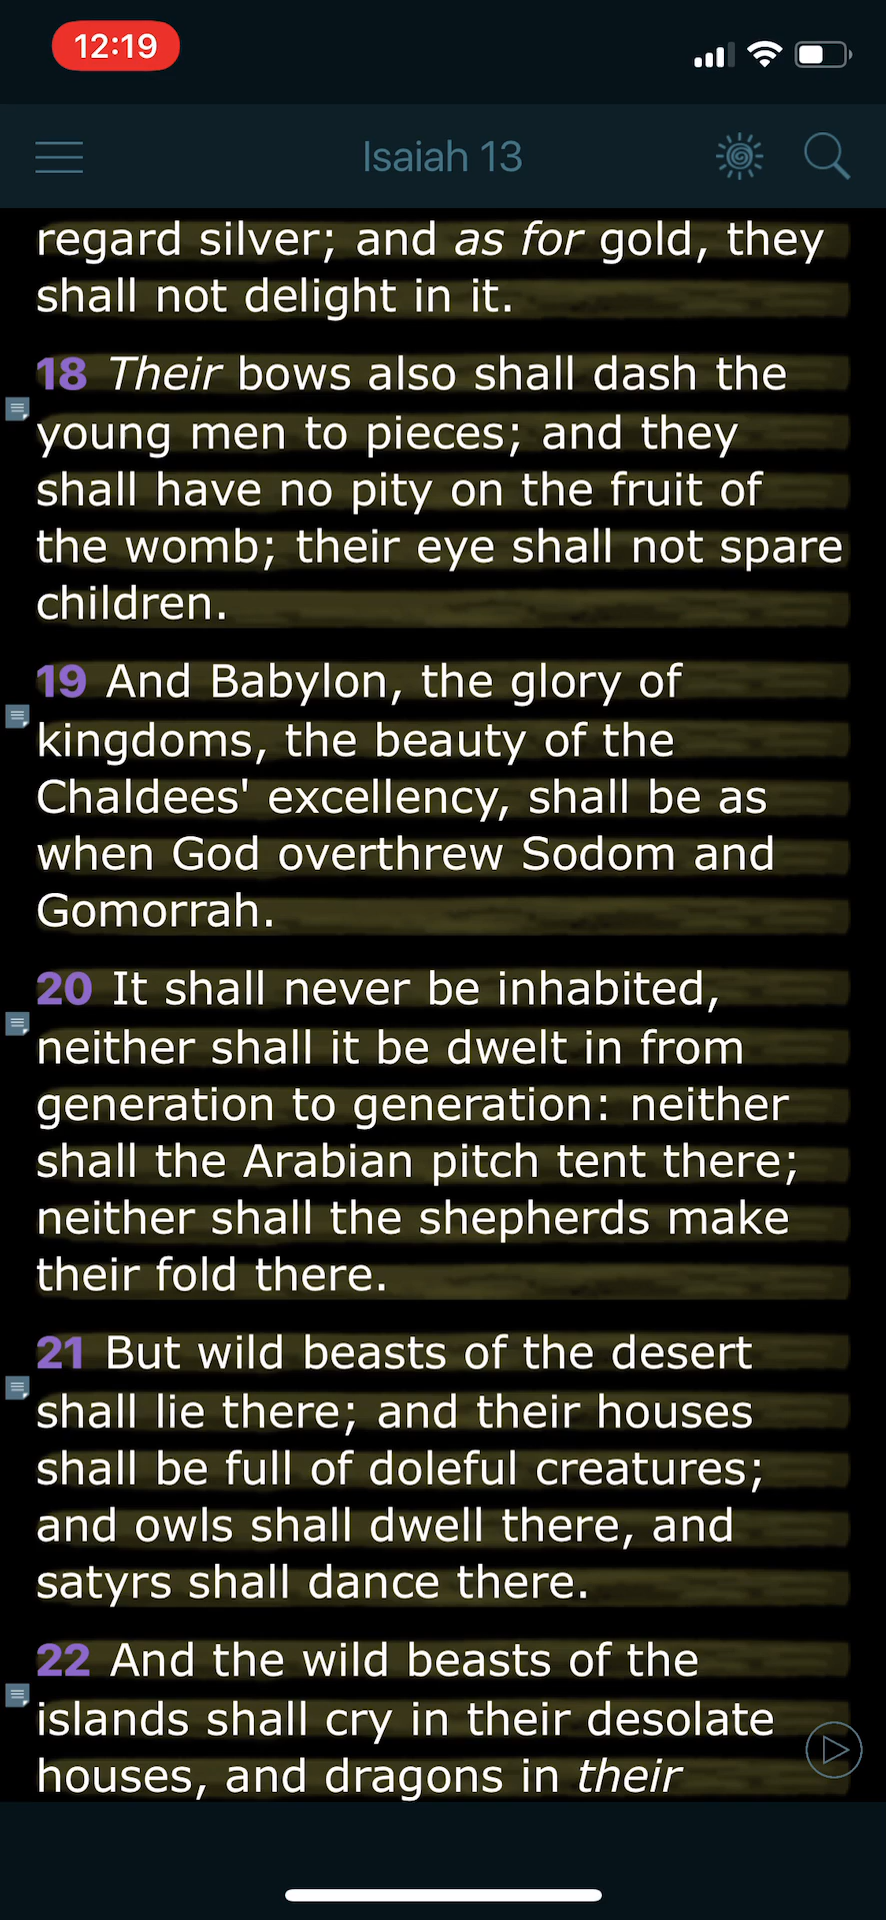 12:19
Isaiah 13
regard silver; and as for gold, they
shall not delight in it.
18 Their bows also shall dash the
young men to pieces; and they
shall have no pity on the fruit of
the womb; their eye shall not spare
children.
19 And Babylon, the glory of
kingdoms, the beauty of the
Chaldees' excellency, shall be as
when God overthrew Sodom and
Gomorrah.
20 It shall never be inhabited,
neither shall it be dwelt in from
generation to generation: neither
shall the Arabian pitch tent there;
neither shall the shepherds make
their fold there.
21 But wild beasts of the desert
shall lie there; and their houses
shall be full of doleful creatures;
and owls shall dwell there, and
satyrs shall dance there.
22 And the wild beasts of the
islands shall cry in their desolate
houses, and dragons in their